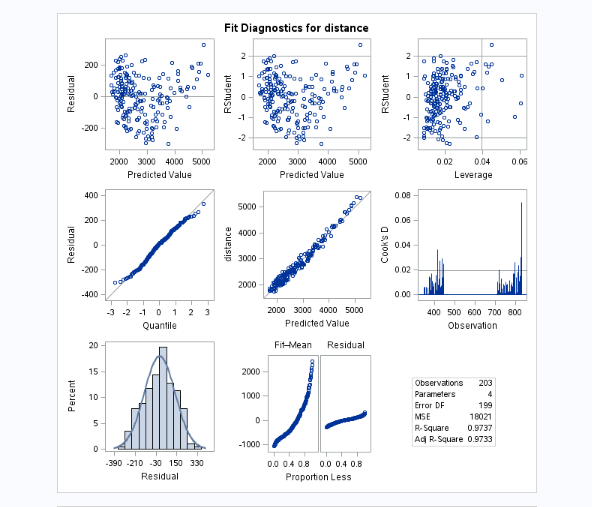 Fit Diagnostics for distance
Residual
200
0
-200
2000 3000 4000 5000
Predicted Value
RStudent
2
1
0
-1
-2
2000 3000 4000 5000
Predicted Value
RStudent
2
1
0
-1
-2
0.02 0.04 0.06
Leverage
Residual
400
200
0
-200
-400
-3 -2 -1 0 1 2 3
Quantile
distance
5000
4000
3000
2000
2000 3000 4000 5000
Predicted Value
Cook's D
0.08
0.06
0.04
0.02
0.00
400 500 600 700 800
Observation
Percent
20
15
10
5
0
-390 -210 -30 150 330
Residual
Fit–Mean Residual
2000
1000
0
-1000
0.0 0.4 0.8 0.0 0.4 0.8
Proportion Less
Observations 203
Parameters 4
Error DF 199
MSE 18021
R-Square 0.9737
Adj R-Square 0.9733